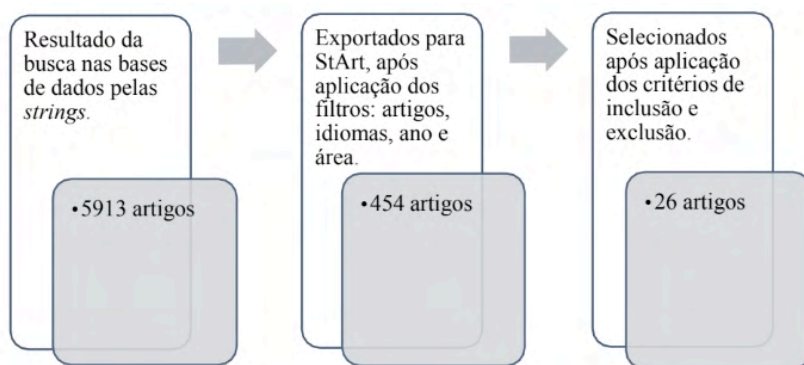 Resultado da
busca nas bases
de dados pelas
strings.
•5913 artigos
Exportados para
StArt, após
aplicação dos
filtros: artigos,
idiomas, ano e
área.
•454 artigos
Selecionados
após aplicação
dos critérios de
inclusão e
exclusão.
•26 artigos